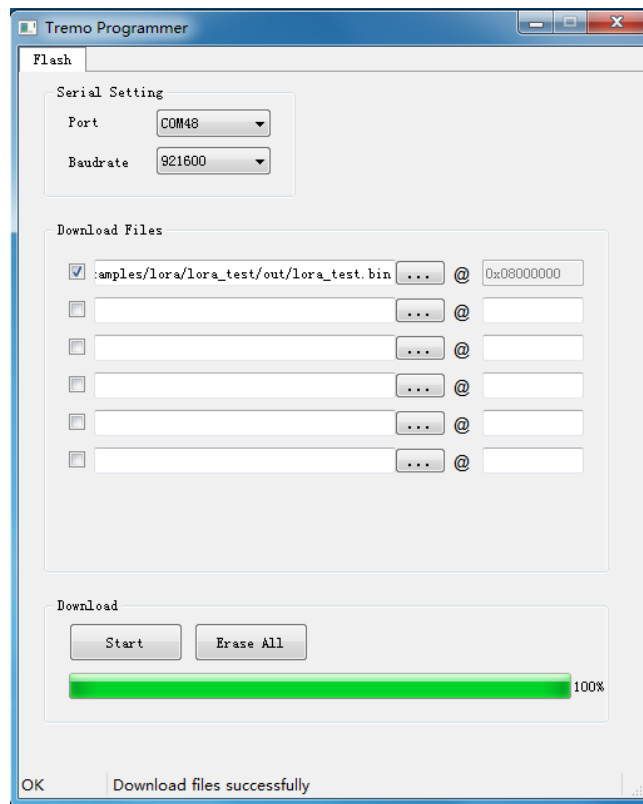 Tremo Programmer
Flash
Serial Setting
Port COM48
Baudrate 921600
Download Files
:amples/lora/lora_test/out/lora_test.bin ... @ 0x08000000
... @
... @
... @
... @
... @
Download
Start Erase All
100%
OK Download files successfully